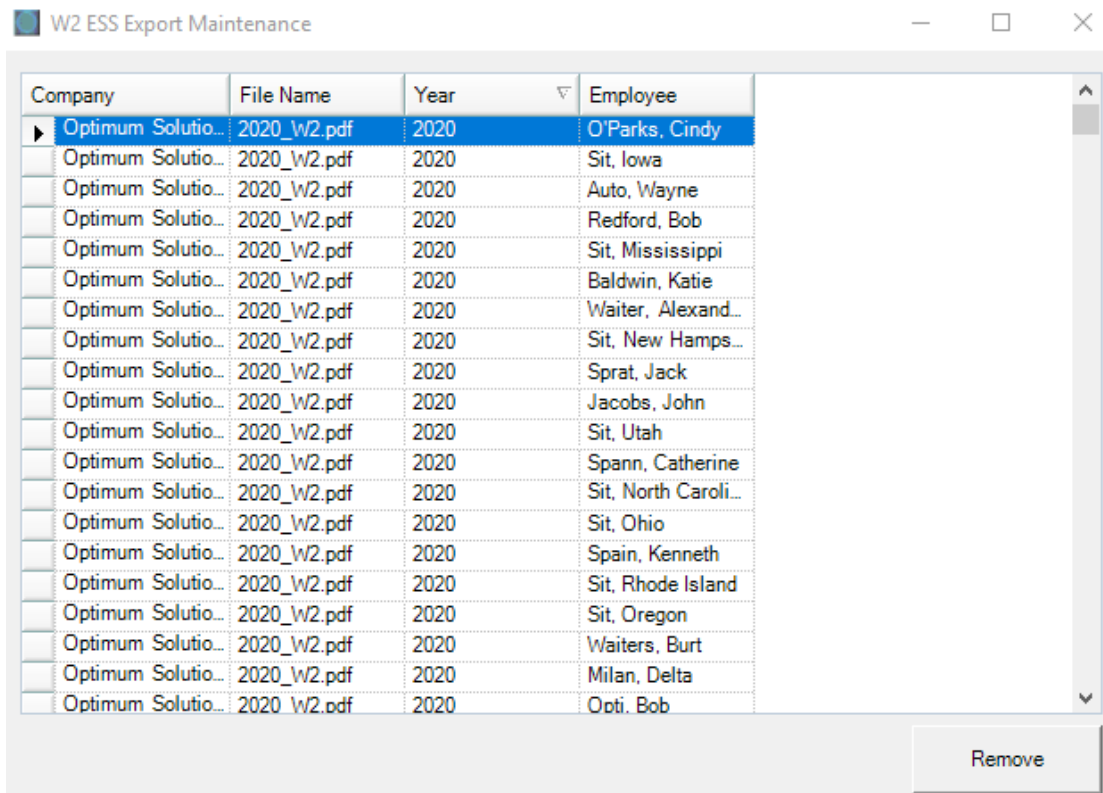 W2 ESS Export Maintenance
Company File Name Year Employee
Optimum Solutio... 2020_W2.pdf 2020 O'Parks, Cindy
Optimum Solutio... 2020_W2.pdf 2020 Sit, Iowa
Optimum Solutio... 2020_W2.pdf 2020 Auto, Wayne
Optimum Solutio... 2020_W2.pdf 2020 Redford, Bob
Optimum Solutio... 2020_W2.pdf 2020 Sit, Mississippi
Optimum Solutio... 2020_W2.pdf 2020 Baldwin, Katie
Optimum Solutio... 2020_W2.pdf 2020 Waiter, Alexand...
Optimum Solutio... 2020_W2.pdf 2020 Sit, New Hamps...
Optimum Solutio... 2020_W2.pdf 2020 Sprat, Jack
Optimum Solutio... 2020_W2.pdf 2020 Jacobs, John
Optimum Solutio... 2020_W2.pdf 2020 Sit, Utah
Optimum Solutio... 2020_W2.pdf 2020 Spann, Catherine
Optimum Solutio... 2020_W2.pdf 2020 Sit, North Caroli...
Optimum Solutio... 2020_W2.pdf 2020 Sit, Ohio
Optimum Solutio... 2020_W2.pdf 2020 Spain, Kenneth
Optimum Solutio... 2020_W2.pdf 2020 Sit, Rhode Island
Optimum Solutio... 2020_W2.pdf 2020 Sit, Oregon
Optimum Solutio... 2020_W2.pdf 2020 Waiters, Burt
Optimum Solutio... 2020_W2.pdf 2020 Milan, Delta
Optimum Solutio... 2020_W2.pdf 2020 Opti, Bob
Remove